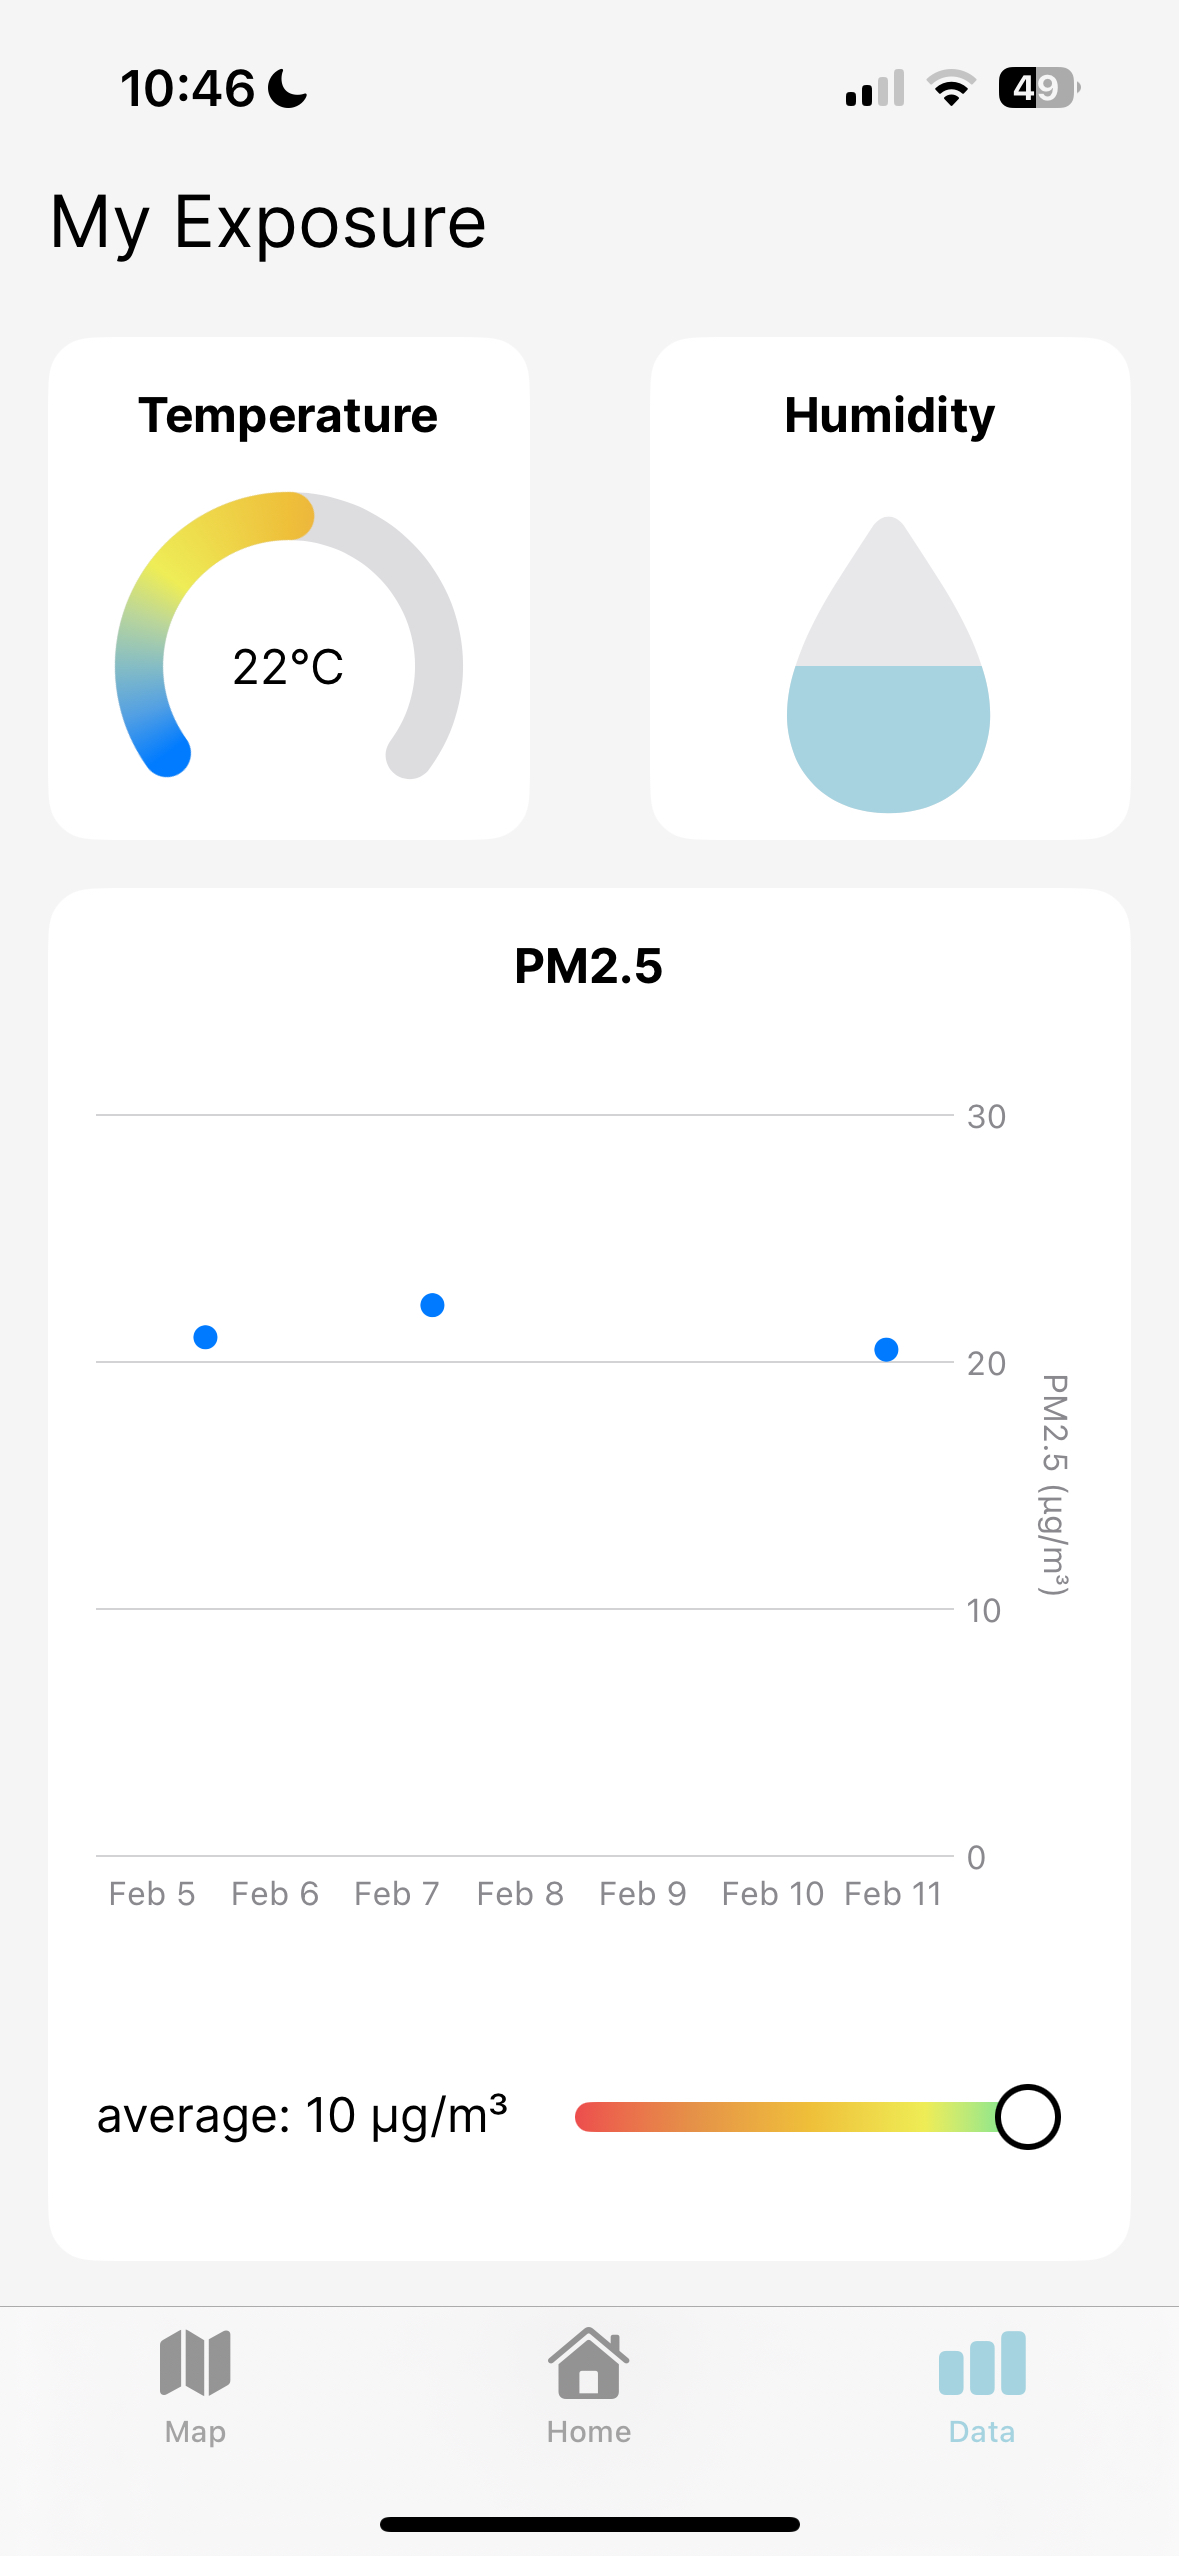 10:46
49
My Exposure
Temperature
Humidity
22°C
PM2.5
30
20
10
0
PM2.5 (µg/m³)
Feb 5 Feb 6 Feb 7 Feb 8 Feb 9 Feb 10 Feb 11
average: 10 µg/m³
Map Home Data